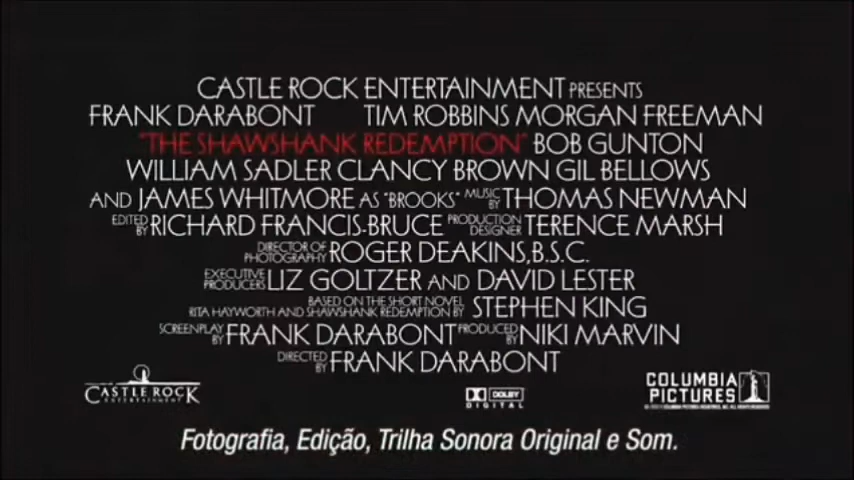 CASTLE ROCK ENTERTAINMENT PRESENTS
FRANK DARABONT TIM ROBBINS MORGAN FREEMAN
"THE SHAWSHANK REDEMPTION" BOB GUNTON
WILLIAM SADLER CLANCY BROWN GIL BELLOWS
AND JAMES WHITMORE AS "BROOKS" MUSIC BY THOMAS NEWMAN
EDITED BY RICHARD FRANCIS-BRUCE PRODUCTION DESIGNER TERENCE MARSH
DIRECTOR OF PHOTOGRAPHY ROGER DEAKINS,B.S.C.
EXECUTIVE PRODUCERS LIZ GOLTZER AND DAVID LESTER
BASED ON THE SHORT NOVEL RITA HAYWORTH AND SHAWSHANK REDEMPTION BY STEPHEN KING
SCREENPLAY BY FRANK DARABONT PRODUCED BY NIKI MARVIN
DIRECTED BY FRANK DARABONT
CASTLE ROCK
ENTERTAINMENT
DOLBY
DIGITAL
COLUMBIA
PICTURES
Fotografia, Edição, Trilha Sonora Original e Som.